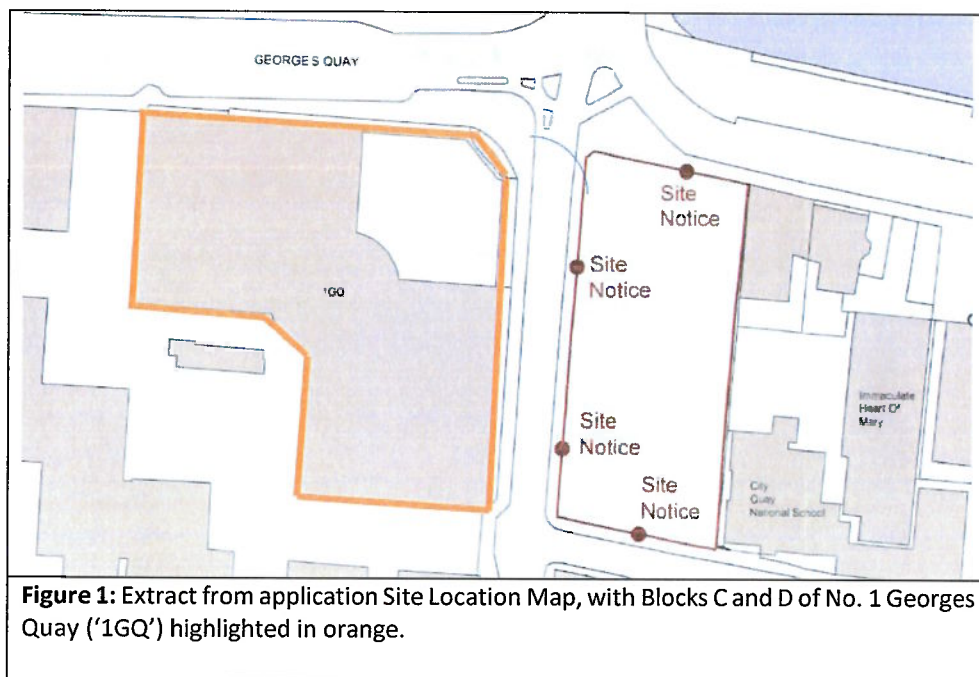 GEORGES QUAY
Site
Notice
Site
Notice
1GQ
Immaculate
Heart Of
Mary
Site
Notice
Site
Notice
City
Quay
National School
Figure 1: Extract from application Site Location Map, with Blocks C and D of No. 1 Georges
Quay (‘1GQ’) highlighted in orange.